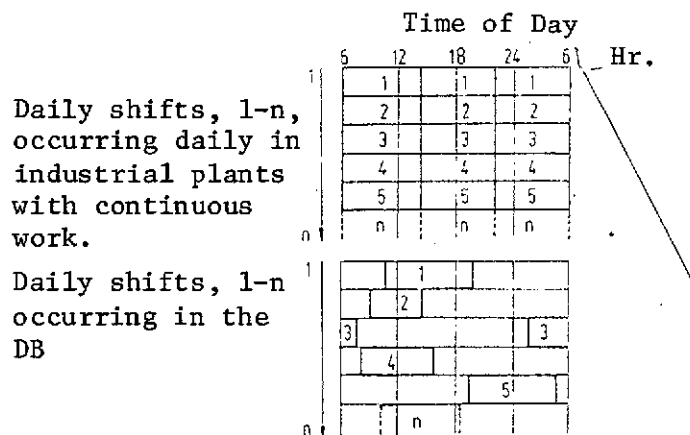 Time of Day
6 12 18 24 6 Hr.
1
1 1 1
2 2 2
3 3 3
4 4 4
5 5 5
n n n n
Daily shifts, 1-n,
occurring daily in
industrial plants
with continuous
work.
Daily shifts, 1-n
occurring in the
DB
1
1
2
3 3
4
5
n n